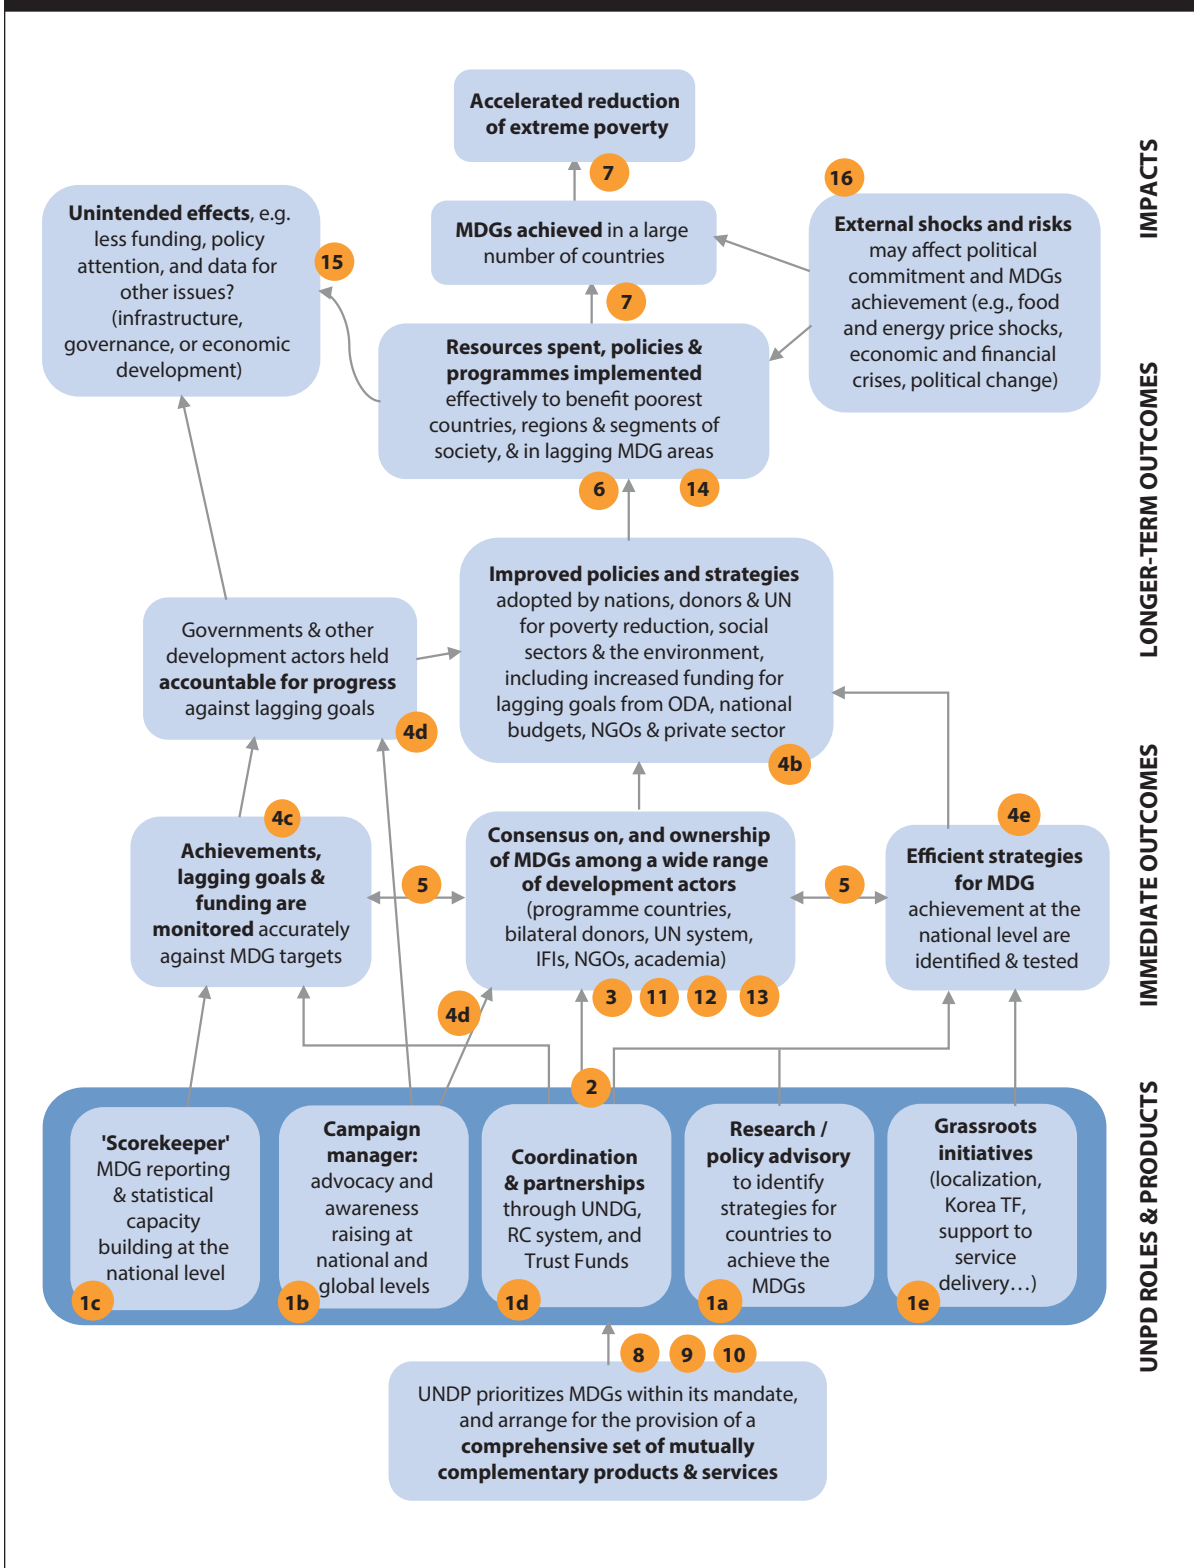 Accelerated reduction
of extreme poverty
7
16
IMPACTS
Unintended effects, e.g.
less funding, policy
attention, and data for
other issues?
(infrastructure,
governance, or economic
development)
15
MDGs achieved in a large
number of countries
7
External shocks and risks
may affect political
commitment and MDGs
achievement (e.g., food
and energy price shocks,
economic and financial
crises, political change)
Resources spent, policies &
programmes implemented
effectively to benefit poorest
countries, regions & segments of
society, & in lagging MDG areas
6
14
LONGER-TERM OUTCOMES
Improved policies and strategies
adopted by nations, donors & UN
for poverty reduction, social
sectors & the environment,
including increased funding for
lagging goals from ODA, national
budgets, NGOs & private sector
4b
Governments & other
development actors held
accountable for progress
against lagging goals
4d
4c
Achievements,
lagging goals &
funding are
monitored accurately
against MDG targets
5
Consensus on, and ownership
of MDGs among a wide range
of development actors
(programme countries,
bilateral donors, UN system,
IFIs, NGOs, academia)
5
4e
Efficient strategies
for MDG
achievement at the
national level are
identified & tested
IMMEDIATE OUTCOMES
3
11
12
13
4d
2
'Scorekeeper'
MDG reporting
& statistical
capacity
building at the
national level
1c
Campaign
manager:
advocacy and
awareness
raising at
national and
global levels
1b
Coordination
& partnerships
through UNDG,
RC system, and
Trust Funds
1d
Research /
policy advisory
to identify
strategies for
countries to
achieve the
MDGs
1a
Grassroots
initiatives
(localization,
Korea TF,
support to
service
delivery...)
1e
UNPD ROLES & PRODUCTS
8
9
10
UNDP prioritizes MDGs within its mandate,
and arrange for the provision of a
comprehensive set of mutually
complementary products & services